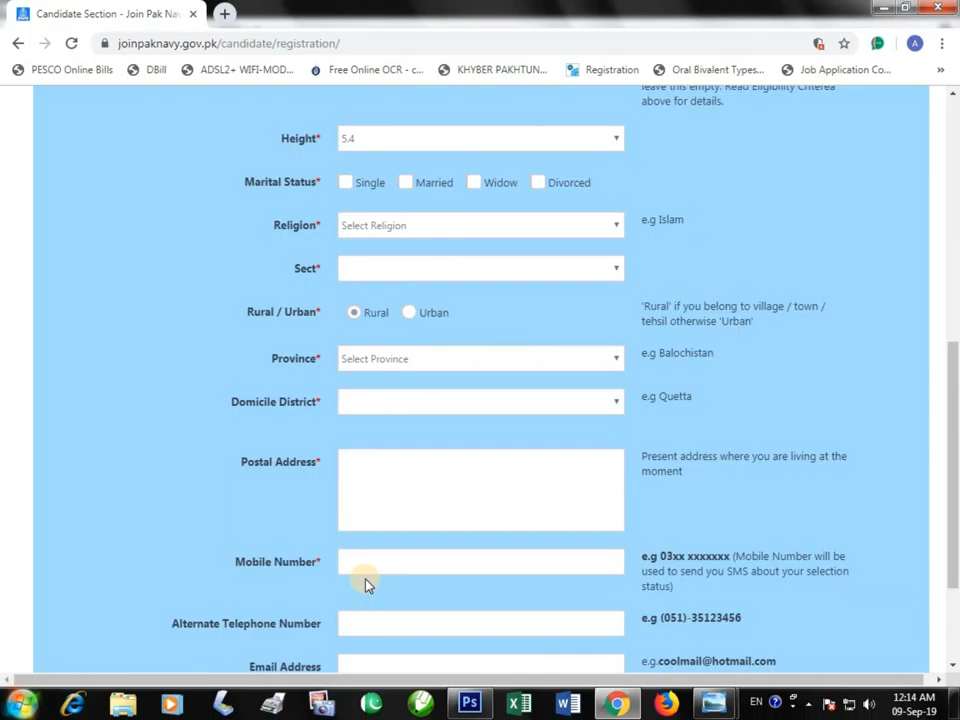 Candidate Section - Join Pak Nav
joinpaknavy.gov.pk/candidate/registration/
A
PESCO Online Bills
DBill
ADSL2+ WIFI-MOD...
Free Online OCR - c...
KHYBER PAKHTUN...
Registration
Oral Bivalent Types...
Job Application Co...
»
leave this empty. Read Eligibility Criterea
above for details.
Height*
5.4
Marital Status*
Single
Married
Widow
Divorced
Religion*
Select Religion
e.g Islam
Sect*
Rural / Urban*
Rural
Urban
'Rural' if you belong to village / town /
tehsil otherwise 'Urban'
Province*
Select Province
e.g Balochistan
Domicile District*
e.g Quetta
Postal Address*
Present address where you are living at the
moment
Mobile Number*
e.g 03xx xxxxxxx (Mobile Number will be
used to send you SMS about your selection
status)
Alternate Telephone Number
e.g (051)-35123456
Email Address
e.g.coolmail@hotmail.com
Ps
EN
12:14 AM
09-Sep-19